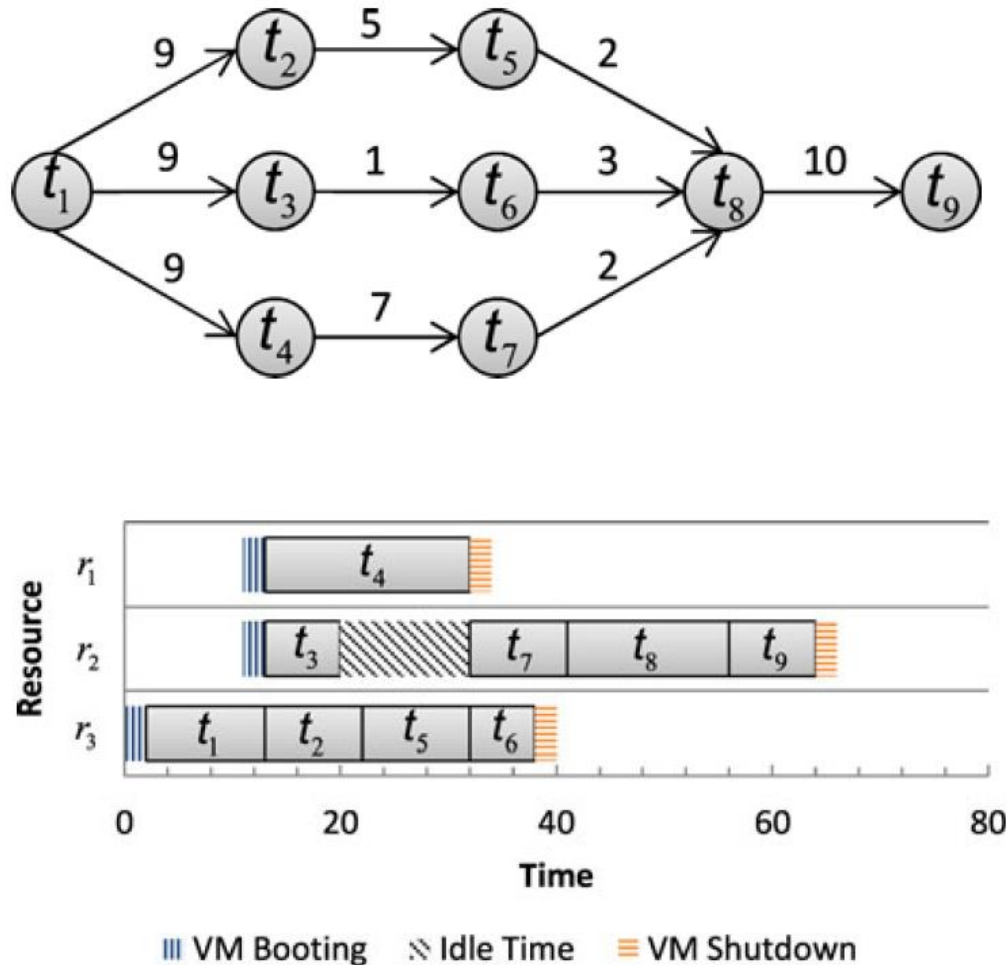 9 t₂ 5 t₅ 2
t₁ 9 t₃ 1 t₆ 3 t₈ 10 t₉
9 t₄ 7 t₇ 2
Resource
r₁ t₄
r₂ t₃ t₇ t₈ t₉
r₃ t₁ t₂ t₅ t₆
0 20 40 60 80
Time
VM Booting Idle Time VM Shutdown